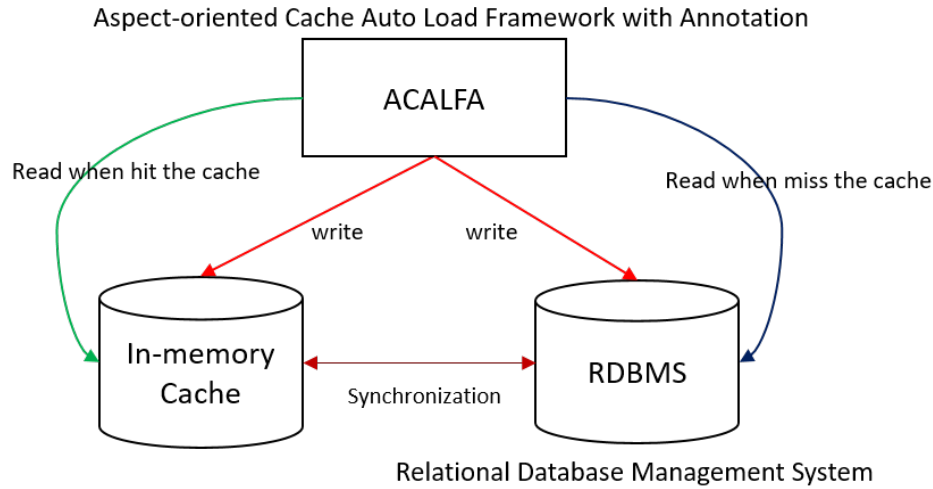 Aspect-oriented Cache Auto Load Framework with Annotation
ACALFA
Read when hit the cache
Read when miss the cache
write
write
In-memory
Cache
RDBMS
Synchronization
Relational Database Management System